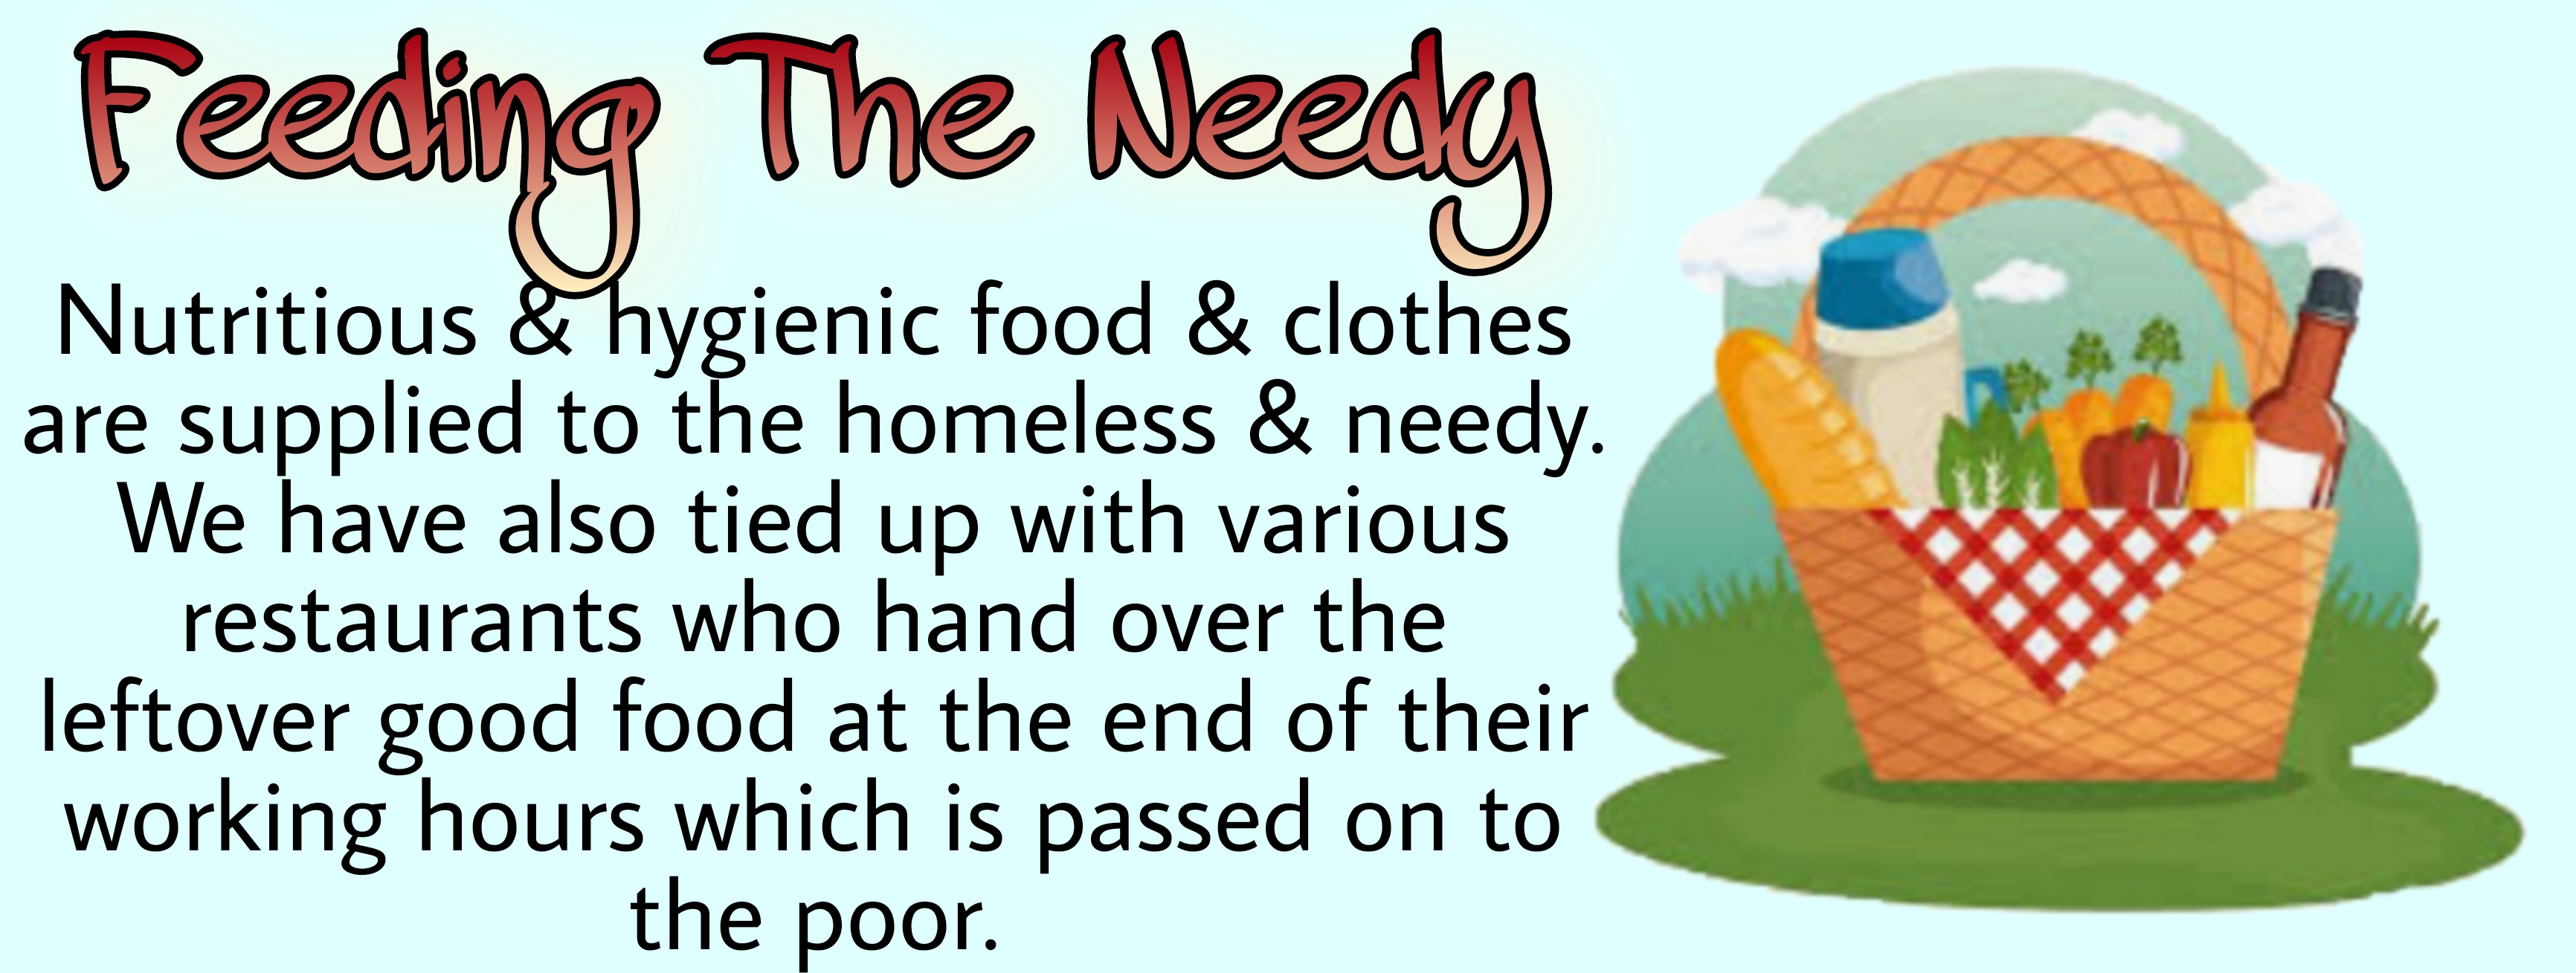 Feeding The Needy
Nutritious & hygienic food & clothes
are supplied to the homeless & needy.
We have also tied up with various
restaurants who hand over the
leftover good food at the end of their
working hours which is passed on to
the poor.